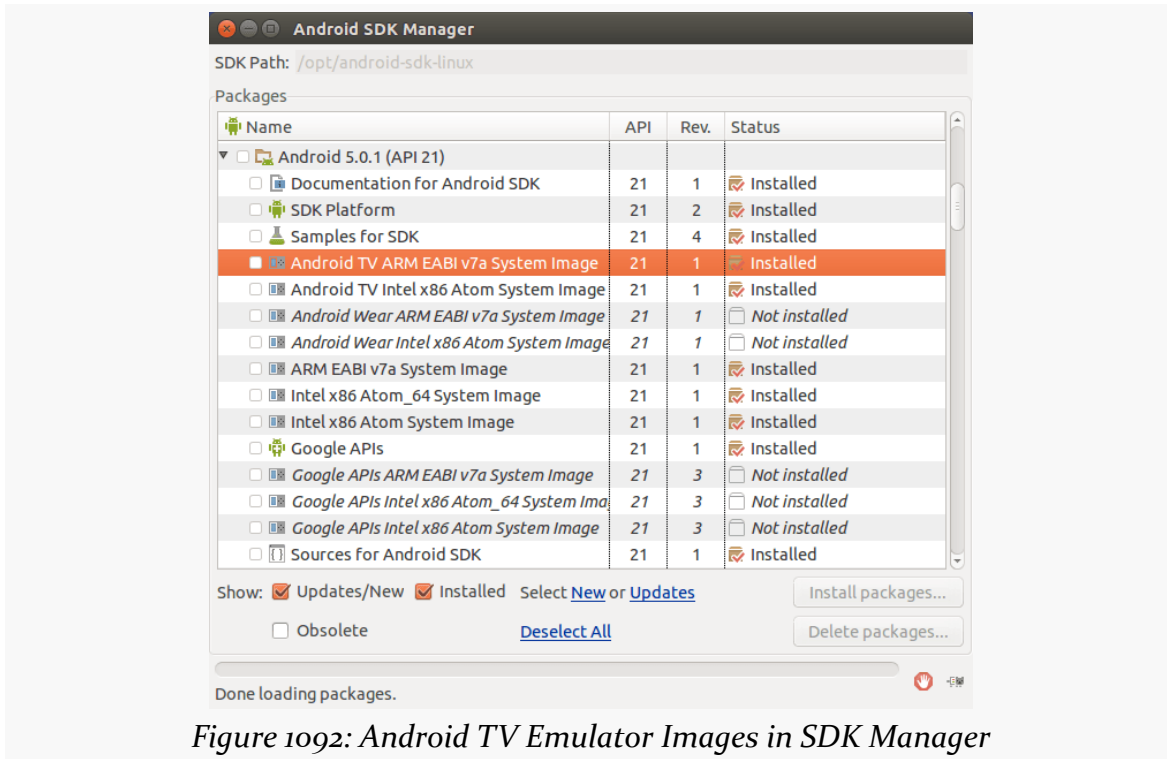 Android SDK Manager
SDK Path: /opt/android-sdk-linux
Packages
Name API Rev. Status
Android 5.0.1 (API 21)
Documentation for Android SDK 21 1 Installed
SDK Platform 21 2 Installed
Samples for SDK 21 4 Installed
Android TV ARM EABI v7a System Image 21 1 Installed
Android TV Intel x86 Atom System Image 21 1 Installed
Android Wear ARM EABI v7a System Image 21 1 Not installed
Android Wear Intel x86 Atom System Image 21 1 Not installed
ARM EABI v7a System Image 21 1 Installed
Intel x86 Atom_64 System Image 21 1 Installed
Intel x86 Atom System Image 21 1 Installed
Google APIs 21 1 Installed
Google APIs ARM EABI v7a System Image 21 3 Not installed
Google APIs Intel x86 Atom_64 System Ima 21 3 Not installed
Google APIs Intel x86 Atom System Image 21 3 Not installed
Sources for Android SDK 21 1 Installed
Show: Updates/New Installed Select New or Updates Install packages...
Obsolete Deselect All Delete packages...
Done loading packages.
Figure 1092: Android TV Emulator Images in SDK Manager